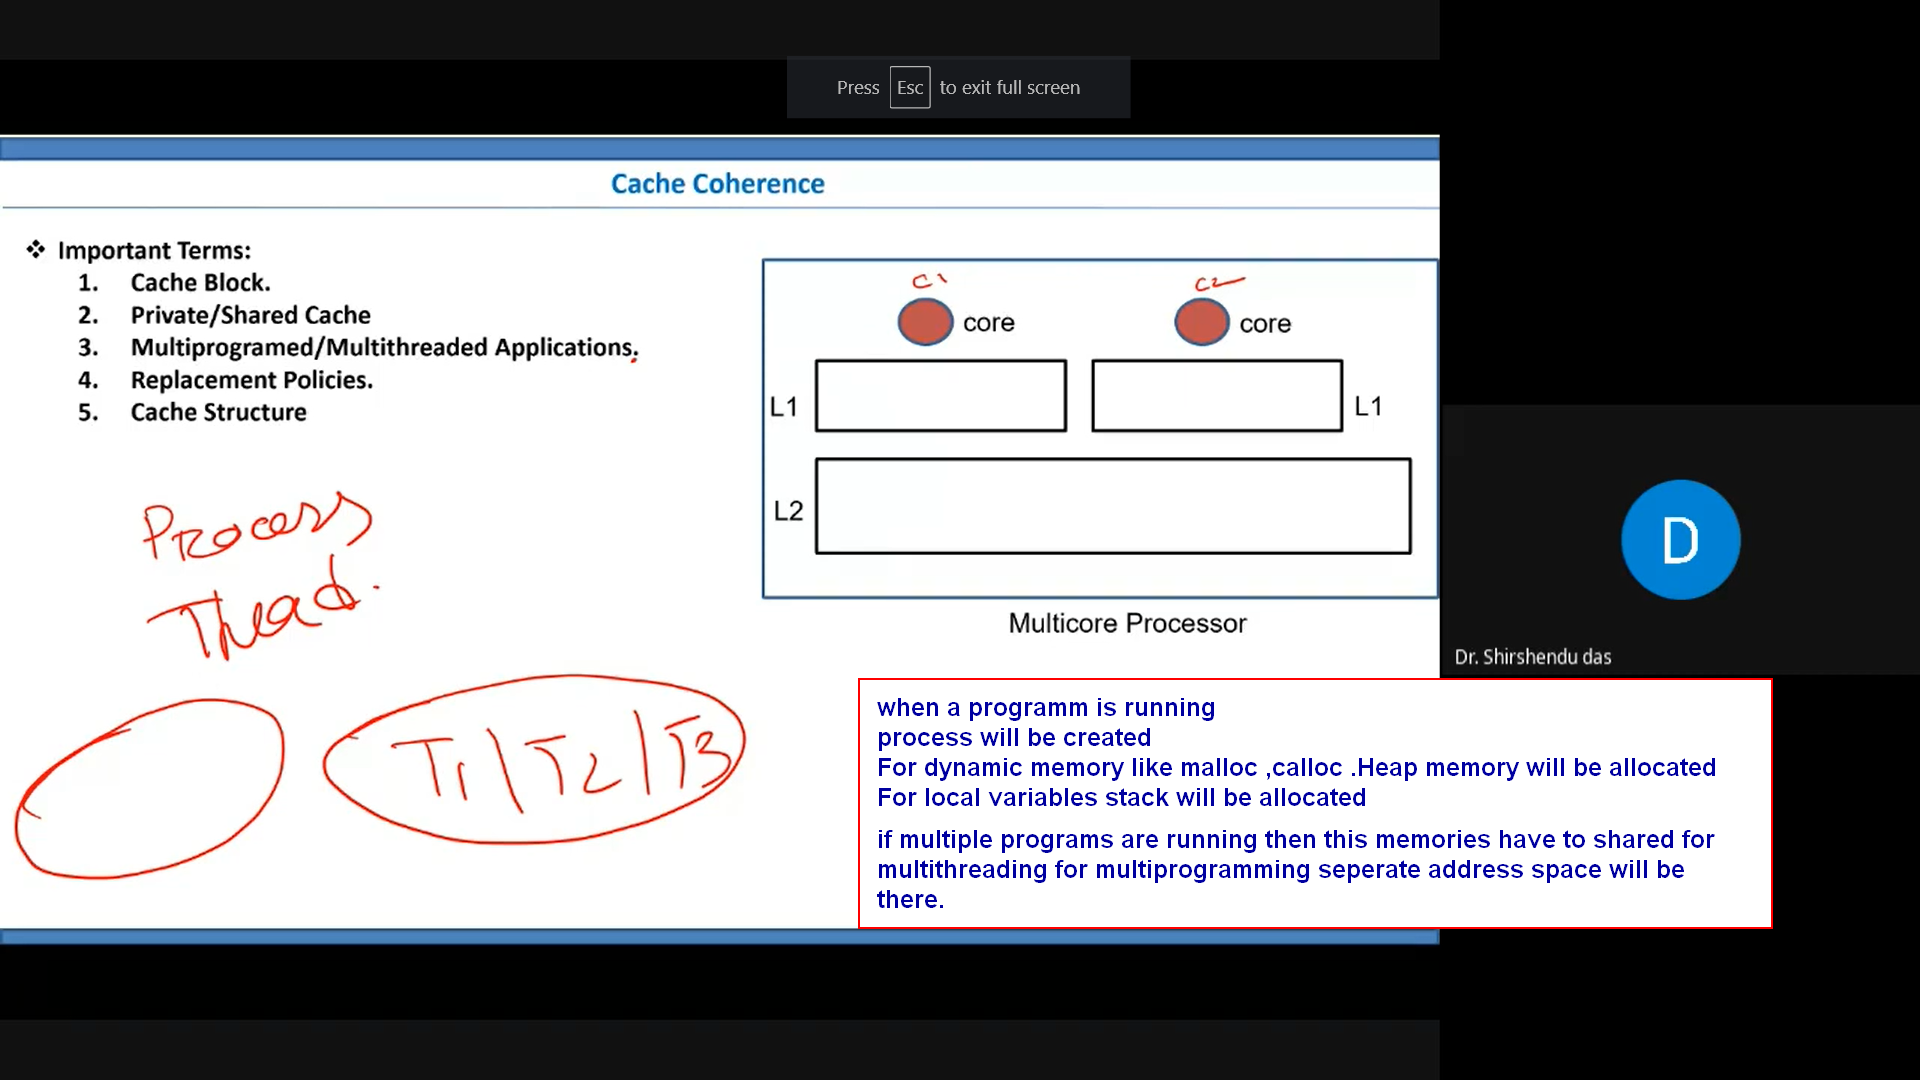 Press Esc to exit full screen
Cache Coherence
❖ Important Terms:
1. Cache Block.
2. Private/Shared Cache
3. Multiprogramed/Multithreaded Applications.
4. Replacement Policies.
5. Cache Structure
C1
C2
core
core
L1
L1
L2
Multicore Processor
Process
Thread.
T1 | T2 | T3
D
Dr. Shirshendu das
when a programm is running
process will be created
For dynamic memory like malloc ,calloc .Heap memory will be allocated
For local variables stack will be allocated
if multiple programs are running then this memories have to shared for
multithreading for multiprogramming seperate address space will be
there.